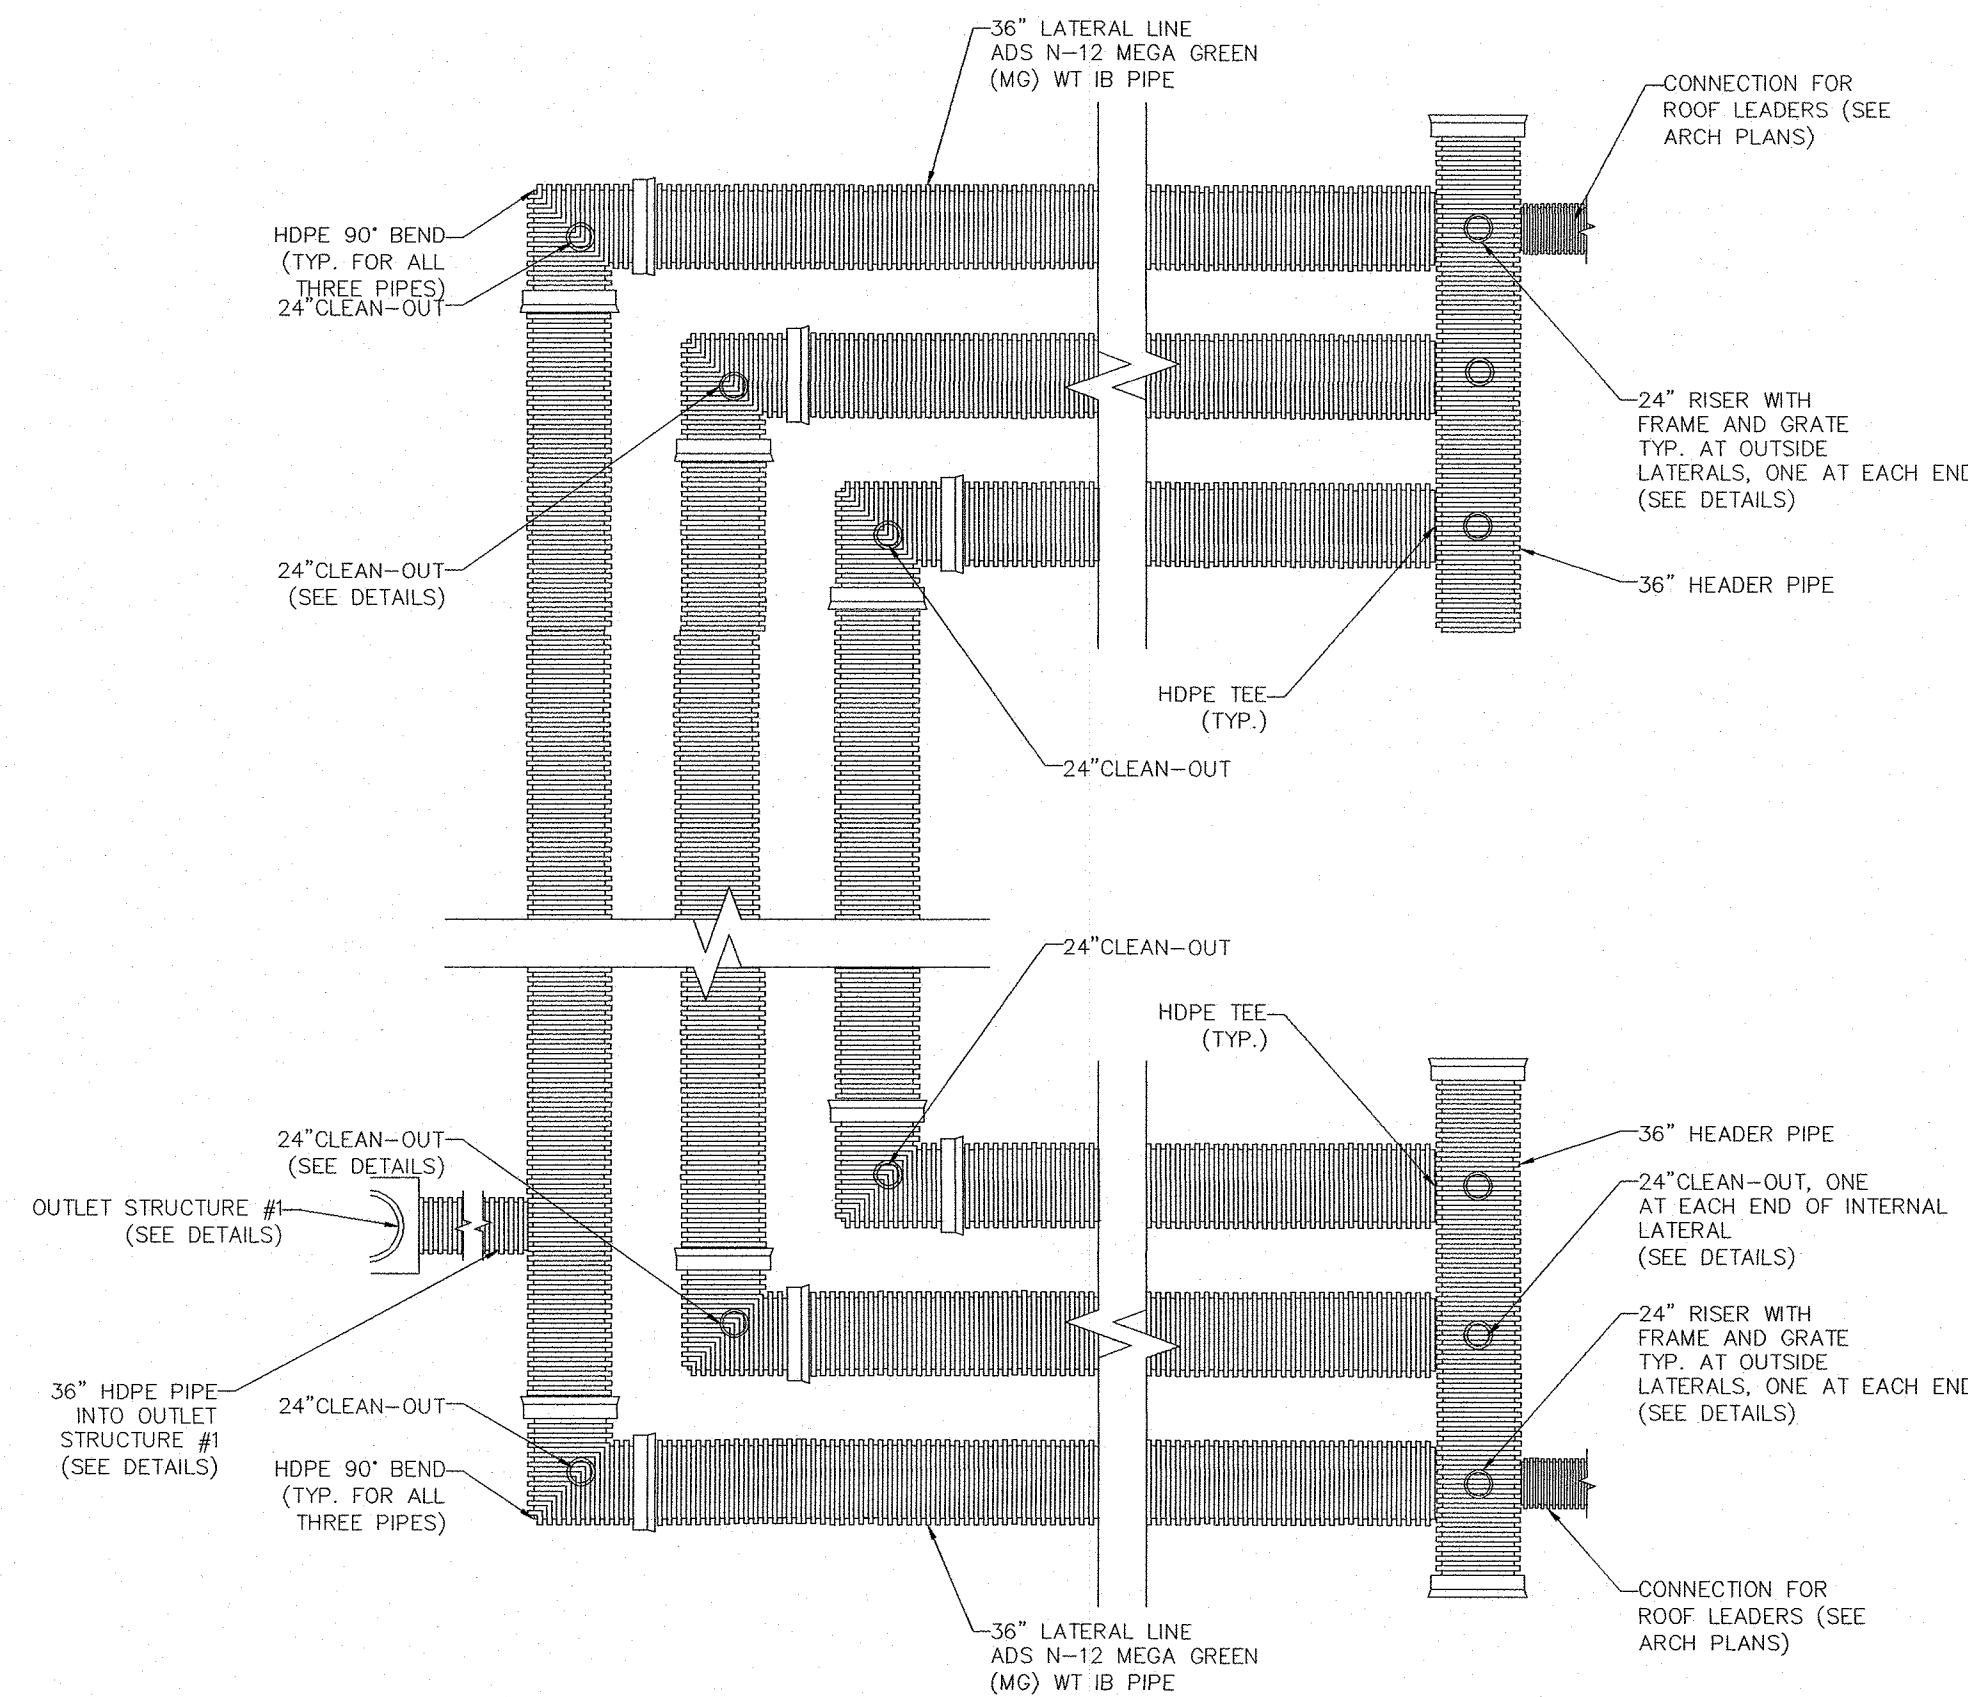 36" LATERAL LINE
ADS N-12 MEGA GREEN
(MG) WT IB PIPE
CONNECTION FOR
ROOF LEADERS (SEE
ARCH PLANS)
HDPE 90° BEND
(TYP. FOR ALL
THREE PIPES)
24"CLEAN-OUT
24" RISER WITH
FRAME AND GRATE
TYP. AT OUTSIDE
LATERALS, ONE AT EACH END
(SEE DETAILS)
24"CLEAN-OUT
(SEE DETAILS)
36" HEADER PIPE
HDPE TEE
(TYP.)
24"CLEAN-OUT
24"CLEAN-OUT
HDPE TEE
(TYP.)
24"CLEAN-OUT
(SEE DETAILS)
36" HEADER PIPE
24"CLEAN-OUT, ONE
AT EACH END OF INTERNAL
LATERAL
(SEE DETAILS)
OUTLET STRUCTURE #1
(SEE DETAILS)
24" RISER WITH
FRAME AND GRATE
TYP. AT OUTSIDE
LATERALS, ONE AT EACH END
(SEE DETAILS)
36" HDPE PIPE
INTO OUTLET
STRUCTURE #1
(SEE DETAILS)
24"CLEAN-OUT
HDPE 90° BEND
(TYP. FOR ALL
THREE PIPES)
CONNECTION FOR
ROOF LEADERS (SEE
ARCH PLANS)
36" LATERAL LINE
ADS N-12 MEGA GREEN
(MG) WT IB PIPE